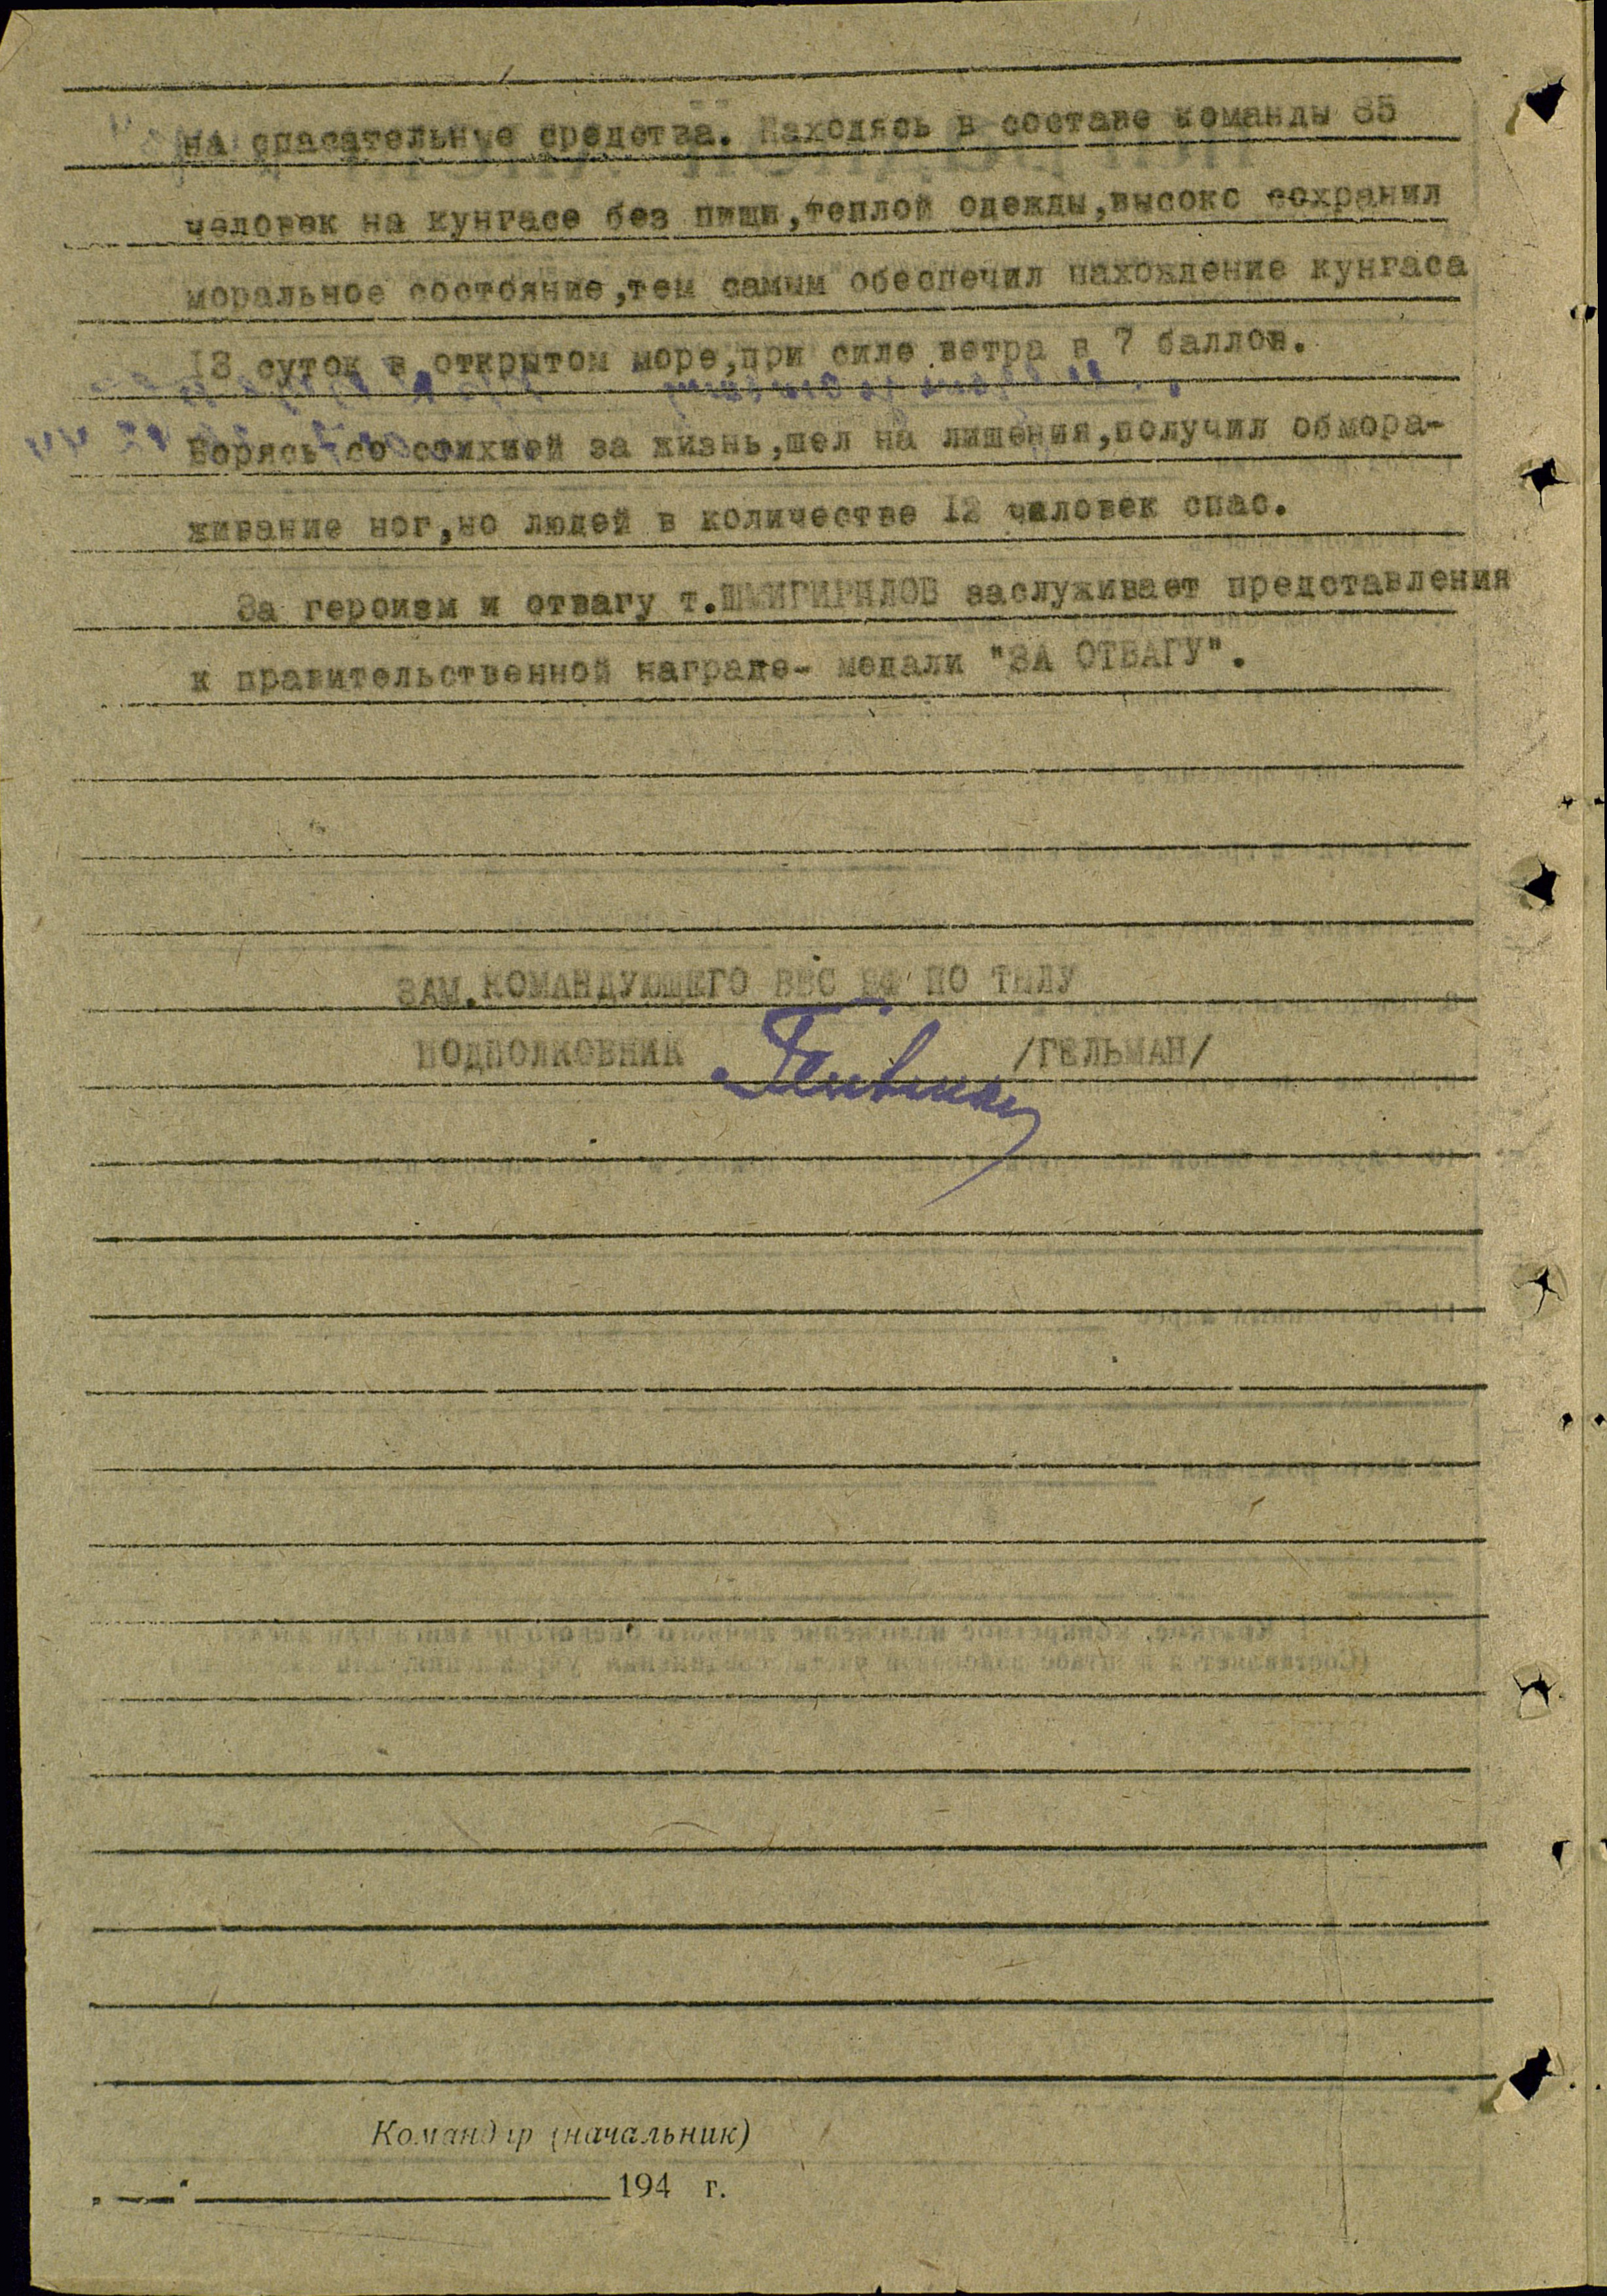 на спасательные средства. Находясь в составе команды 85
человек на кунгасе без пищи,теплой одежды,высоко сохранил
моральное состояние,тем самым обеспечил нахождение кунгаса
13 суток в открытом море,при силе ветра в 7 баллов.
Борясь со стихией за жизнь,шел на лишения,получил обмора-
живание ног,но людей в количестве 12 человек спас.
За героизм и отвагу т. заслуживает представления
к правительственной награде- медали "ЗА ОТВАГУ".
ЗАМ.КОМАНДУЮЩЕГО ВВС ПО ТЫЛУ
ПОДПОЛКОВНИК Гельман /ГЕЛЬМАН/
Командир (начальник)
194 г.